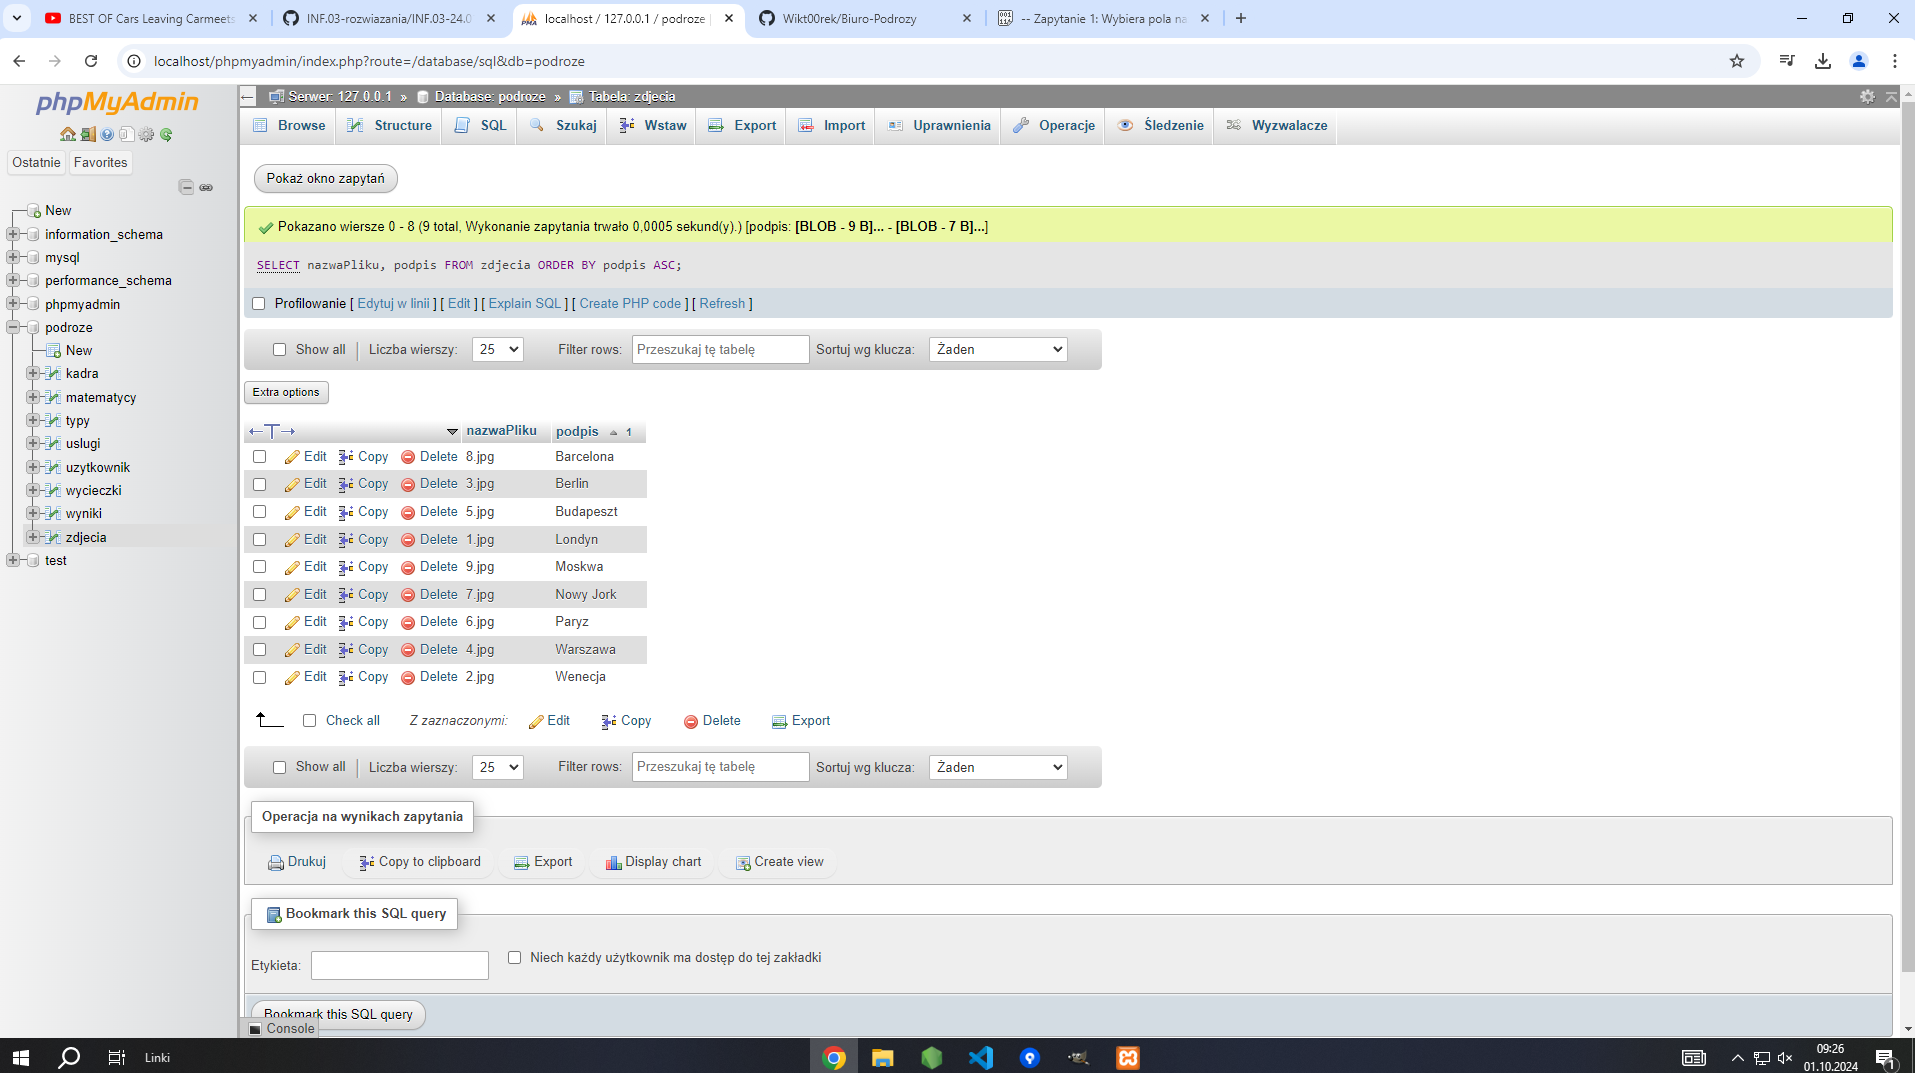 BEST OF Cars Leaving Carmeets
INF.03-rozwiazania/INF.03-24.0
localhost / 127.0.0.1 / podroze |
Wikt00rek/Biuro-Podrozy
-- Zapytanie 1: Wybiera pola na
localhost/phpmyadmin/index.php?route=/database/sql&db=podroze
phpMyAdmin
Ostatnie Favorites
New
information_schema
mysql
performance_schema
phpmyadmin
podroze
New
kadra
matematycy
typy
uslugi
uzytkownik
wycieczki
wyniki
zdjecia
test
Serwer: 127.0.0.1 » Database: podroze » Tabela: zdjecia
Browse Structure SQL Szukaj Wstaw Export Import Uprawnienia Operacje Śledzenie Wyzwalacze
Pokaż okno zapytań
Pokazano wiersze 0 - 8 (9 total, Wykonanie zapytania trwało 0,0005 sekund(y).) [podpis: [BLOB - 9 B]... - [BLOB - 7 B]...]
SELECT nazwaPliku, podpis FROM zdjecia ORDER BY podpis ASC;
Profilowanie [ Edytuj w linii ] [ Edit ] [ Explain SQL ] [ Create PHP code ] [ Refresh ]
Show all Liczba wierszy: 25 Filter rows: Przeszukaj tę tabelę Sortuj wg klucza: Żaden
Extra options
nazwaPliku podpis 1
Edit Copy Delete 8.jpg Barcelona
Edit Copy Delete 3.jpg Berlin
Edit Copy Delete 5.jpg Budapeszt
Edit Copy Delete 1.jpg Londyn
Edit Copy Delete 9.jpg Moskwa
Edit Copy Delete 7.jpg Nowy Jork
Edit Copy Delete 6.jpg Paryz
Edit Copy Delete 4.jpg Warszawa
Edit Copy Delete 2.jpg Wenecja
Check all Z zaznaczonymi: Edit Copy Delete Export
Show all Liczba wierszy: 25 Filter rows: Przeszukaj tę tabelę Sortuj wg klucza: Żaden
Operacja na wynikach zapytania
Drukuj Copy to clipboard Export Display chart Create view
Bookmark this SQL query
Etykieta: Niech każdy użytkownik ma dostęp do tej zakładki
Bookmark this SQL query
Console
Linki
09:26
01.10.2024
1